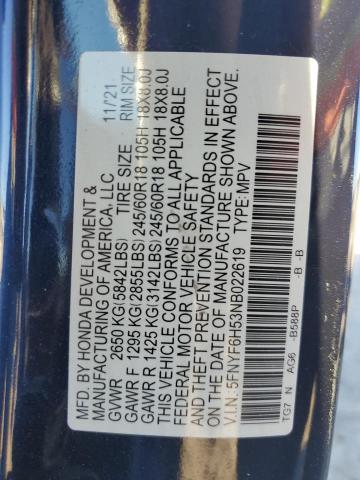 MFD. BY HONDA DEVELOPMENT & 11/21
MANUFACTURING OF AMERICA, LLC
GVWR 2650 KG(5842LBS) TIRE SIZE RIM SIZE
GAWR F 1295 KG(2855LBS) 245/60R18 105H 18X8.0J
GAWR R 1425 KG(3142LBS) 245/60R18 105H 18X8.0J
THIS VEHICLE CONFORMS TO ALL APPLICABLE
FEDERAL MOTOR VEHICLE SAFETY
AND THEFT PREVENTION STANDARDS IN EFFECT
ON THE DATE OF MANUFACTURE SHOWN ABOVE.
V.I.N.: 5FNYF6H53NB022619 TYPE: MPV
TG7 N AG6 B588P -B -B